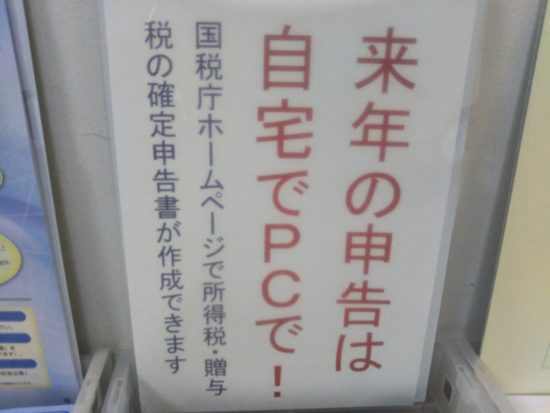 来年の申告は
自宅でPCで！
国税庁ホームページで所得税・贈与
税の確定申告書が作成できます